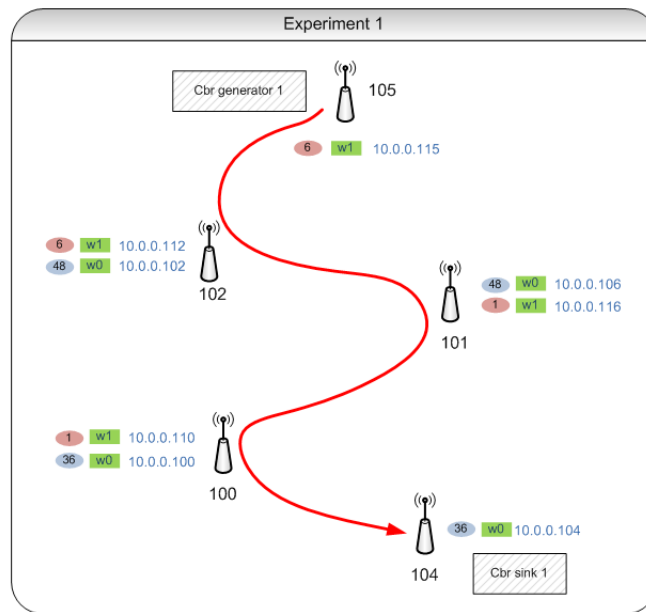 Experiment 1
Cbr generator 1
105
6 w1 10.0.0.115
6 w1 10.0.0.112
48 w0 10.0.0.102
102
48 w0 10.0.0.106
1 w1 10.0.0.116
101
1 w1 10.0.0.110
36 w0 10.0.0.100
100
36 w0 10.0.0.104
104
Cbr sink 1